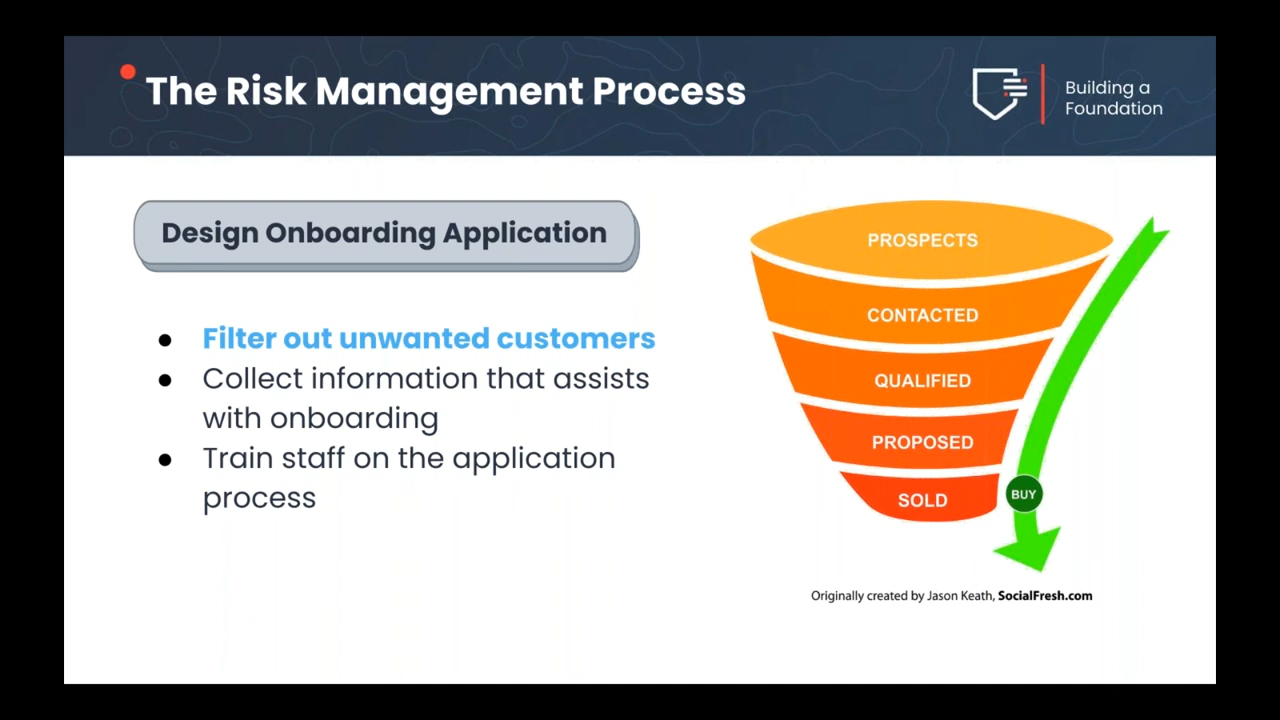 The Risk Management Process
Building a
Foundation
Design Onboarding Application
● Filter out unwanted customers
● Collect information that assists
with onboarding
● Train staff on the application
process
PROSPECTS
CONTACTED
QUALIFIED
PROPOSED
SOLD
BUY
Originally created by Jason Keath, SocialFresh.com